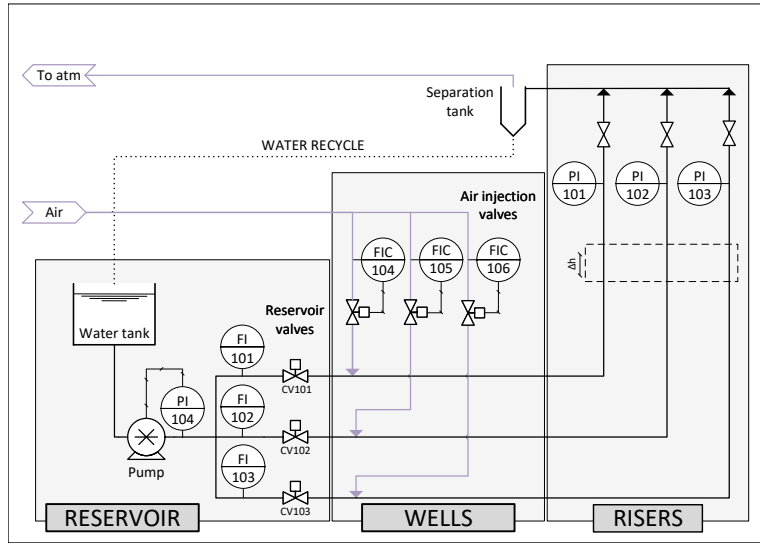 To atm
Separation
tank
WATER RECYCLE
Air
Air injection
valves
PI
101
PI
102
PI
103
FIC
104
FIC
105
FIC
106
Δh
Water tank
Reservoir
valves
FI
101
CV101
PI
104
FI
102
CV102
Pump
FI
103
CV103
RESERVOIR
WELLS
RISERS